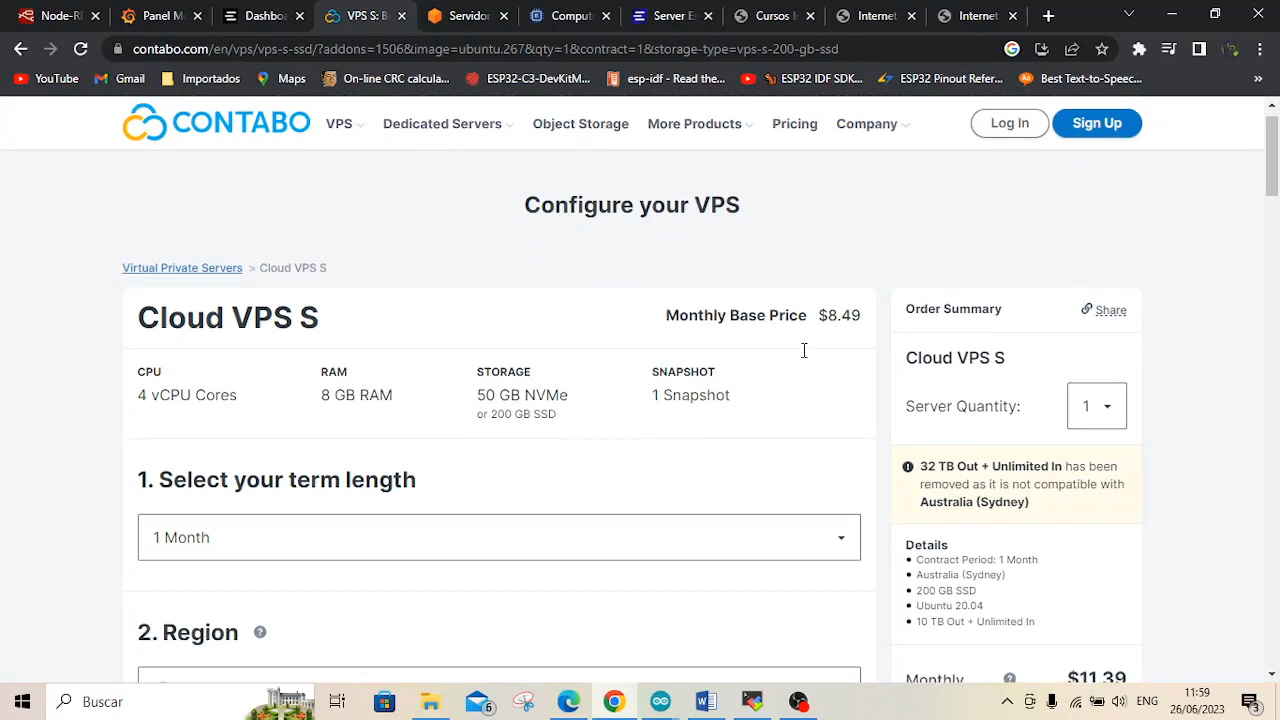 Node-RE
Panel M
Dashboa
VPS S B
servidor
Comput
Server E
Cursos I
Internet
Internet
contabo.com/en/vps/vps-s-ssd/?addons=1506&image=ubuntu.267&qty=1&contract=1&storage-type=vps-s-200-gb-ssd
YouTube
Gmail
Importados
Maps
On-line CRC calcula...
ESP32-C3-DevKitM...
esp-idf - Read the...
ESP32 IDF SDK...
ESP32 Pinout Refer...
Best Text-to-Speec...
CONTABO
VPS
Dedicated Servers
Object Storage
More Products
Pricing
Company
Log In
Sign Up
Configure your VPS
Virtual Private Servers > Cloud VPS S
Cloud VPS S
Monthly Base Price $8.49
CPU
4 vCPU Cores
RAM
8 GB RAM
STORAGE
50 GB NVMe
or 200 GB SSD
SNAPSHOT
1 Snapshot
1. Select your term length
1 Month
2. Region
Order Summary
Share
Cloud VPS S
Server Quantity:
1
32 TB Out + Unlimited In has been
removed as it is not compatible with
Australia (Sydney)
Details
Contract Period: 1 Month
Australia (Sydney)
200 GB SSD
Ubuntu 20.04
10 TB Out + Unlimited In
Monthly
$11.39
Buscar
6
11:59
26/06/2023
3